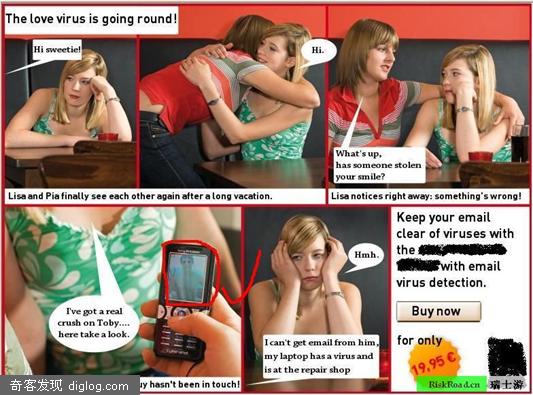 The love virus is going round!
Hi sweetie!
Hi.
What's up,
has someone stolen
your smile?
Lisa and Pia finally see each other again after a long vacation.
Lisa notices right away: something's wrong!
I've got a real
crush on Toby....
here take a look.
Sony Ericsson
Cyber-shot
uy hasn't been in touch!
Hmh.
I can't get email from him,
my laptop has a virus and
is at the repair shop
Keep your email
clear of viruses with
the
with email
virus detection.
Buy now
for only
19,95 €
RiskRoad.cn
瑞士游
奇客发现 diglog.com